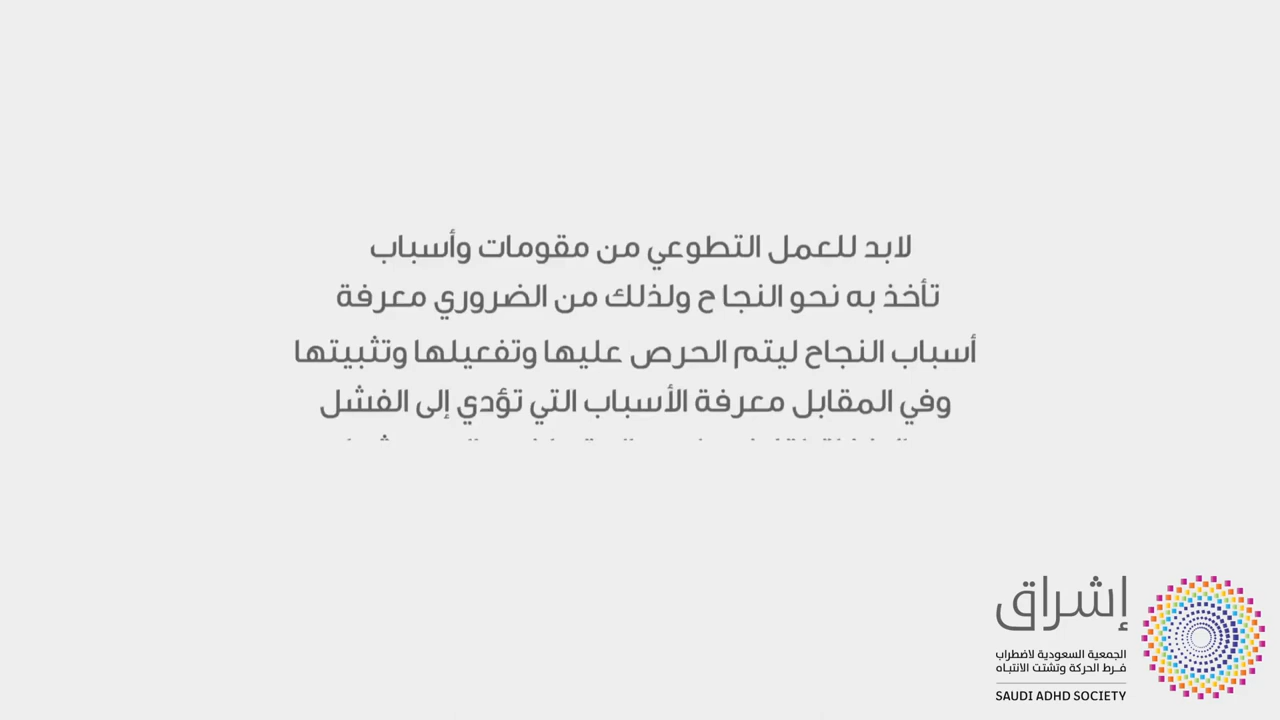 لابد للعمل التطوعي من مقومات وأسباب
تأخذ به نحو النجا ح ولذلك من الضروري معرفة
أسباب النجاح ليتم الحرص عليها وتفعيلها وتثبيتها
وفي المقابل معرفة الأسباب التي تؤدي إلى الفشل
إشراق
الجمعية السعودية لاضطراب
فـرط الحركة وتشتت الانتبـاه
SAUDI ADHD SOCIETY